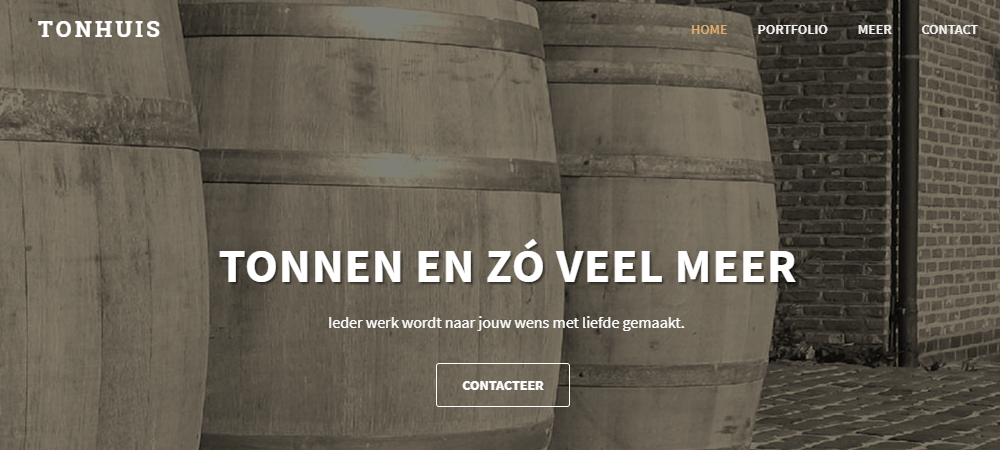 TONHUIS
HOME PORTFOLIO MEER CONTACT
TONNEN EN ZÓ VEEL MEER
Ieder werk wordt naar jouw wens met liefde gemaakt.
CONTACTEER